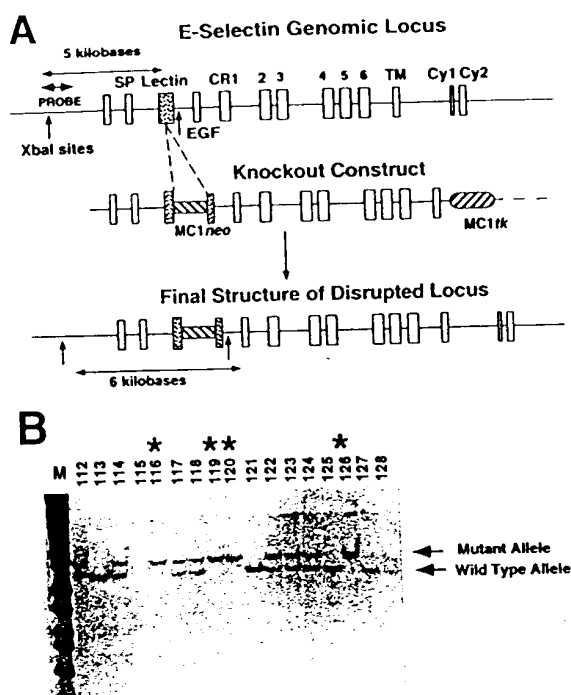 A
E-Selectin Genomic Locus
5 kilobases
SP Lectin CR1 2 3 4 5 6 TM Cy1 Cy2
PROBE
EGF
XbaI sites
Knockout Construct
MC1neo
MC1tk
Final Structure of Disrupted Locus
6 kilobases
B
* * * *
M 112 113 114 115 116 117 118 119 120 121 122 123 124 125 126 127 128
Mutant Allele
Wild Type Allele